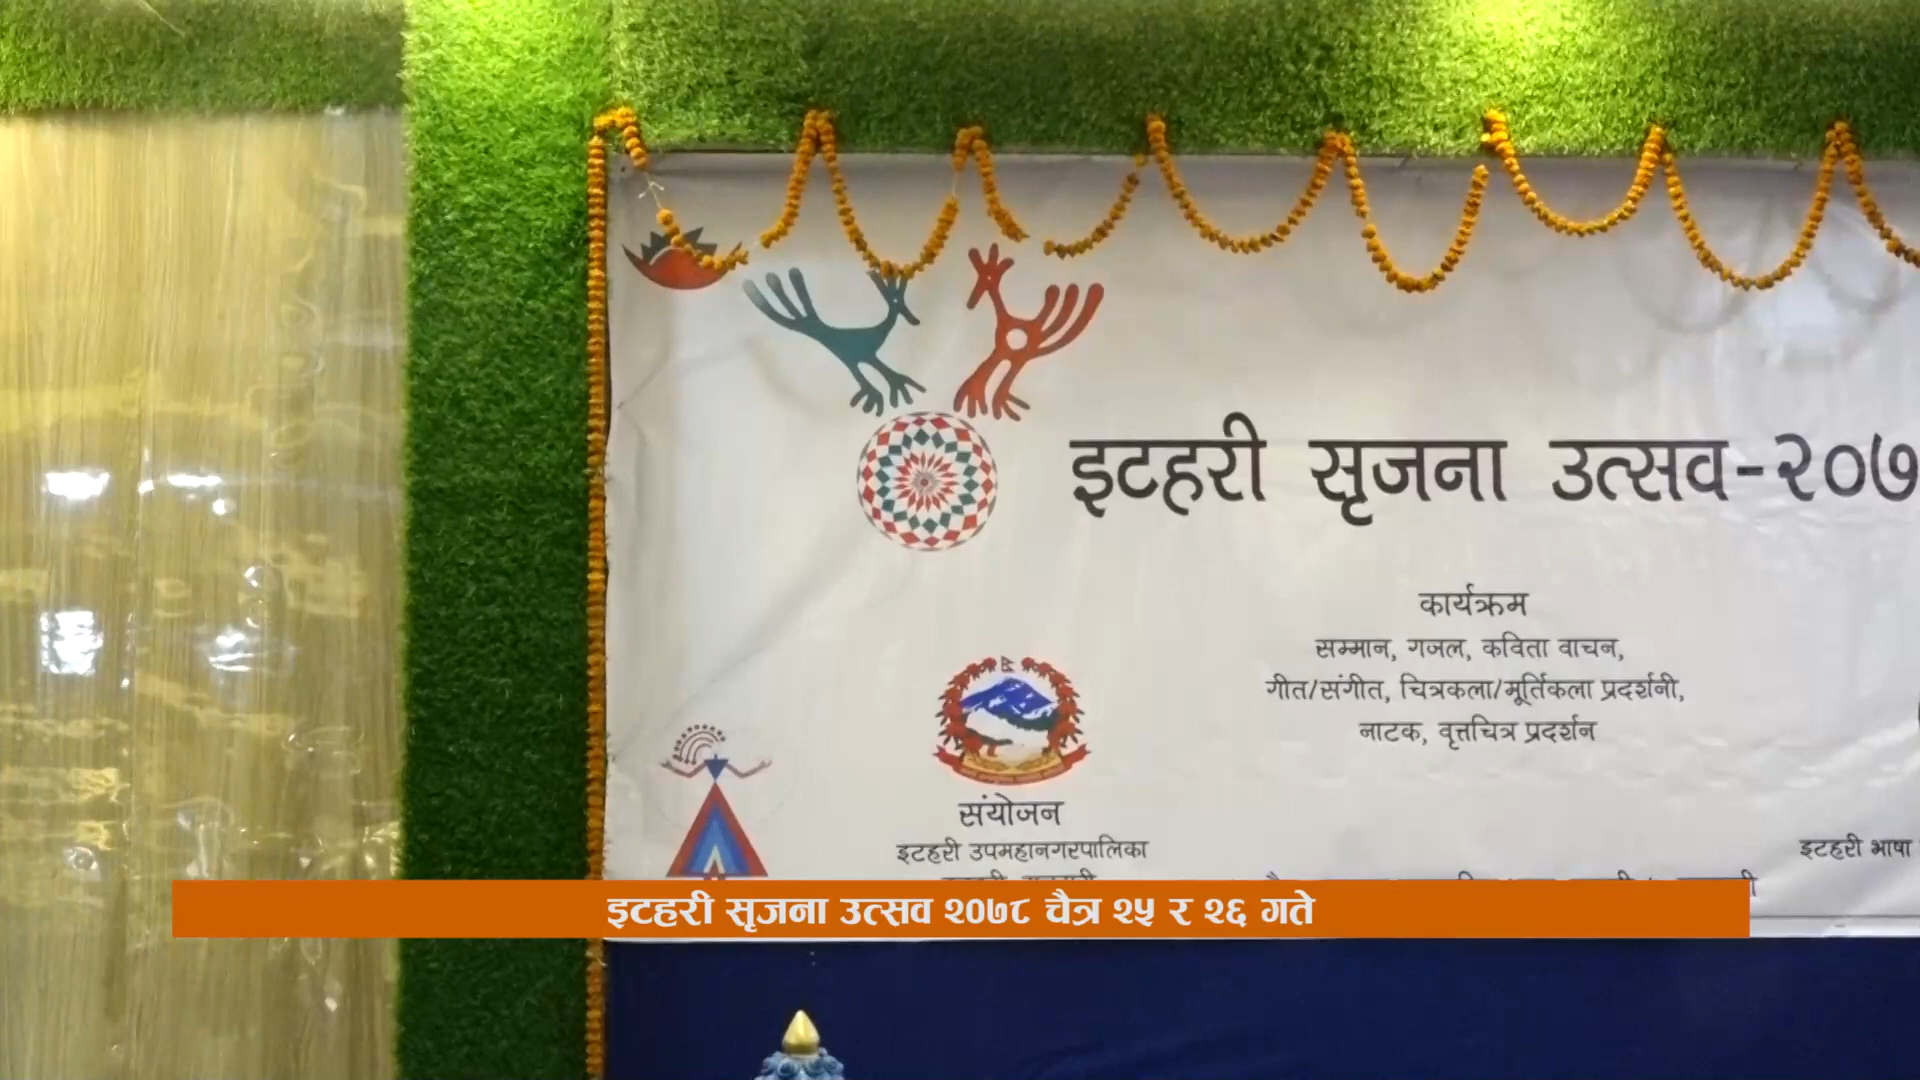 इटहरी सृजना उत्सव-२०७
कार्यक्रम
सम्मान, गजल, कविता वाचन,
गीत/संगीत, चित्रकला/मूर्तिकला प्रदर्शनी,
नाटक, वृत्तचित्र प्रदर्शन
संयोजन
इटहरी उपमहानगरपालिका
इटहरी भाषा
इटहरी सृजना उत्सव २०७८ चैत्र २५ र २६ गते